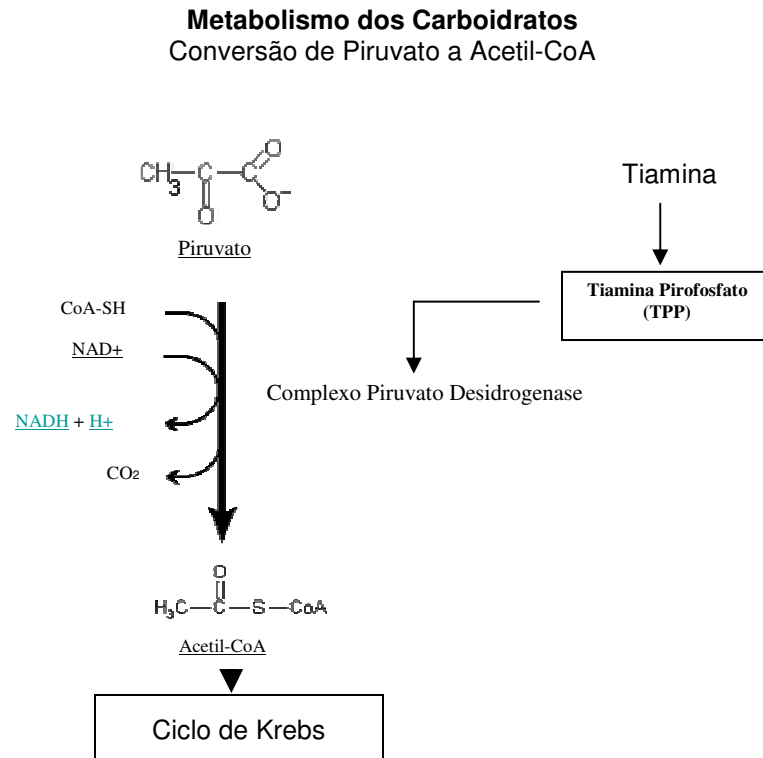 Metabolismo dos Carboidratos
Conversão de Piruvato a Acetil-CoA
CH3—C—C
O
O
O−
Piruvato
Tiamina
Tiamina Pirofosfato
(TPP)
CoA-SH
NAD+
Complexo Piruvato Desidrogenase
NADH + H+
CO2
O
H3C—C—S—CoA
Acetil-CoA
Ciclo de Krebs